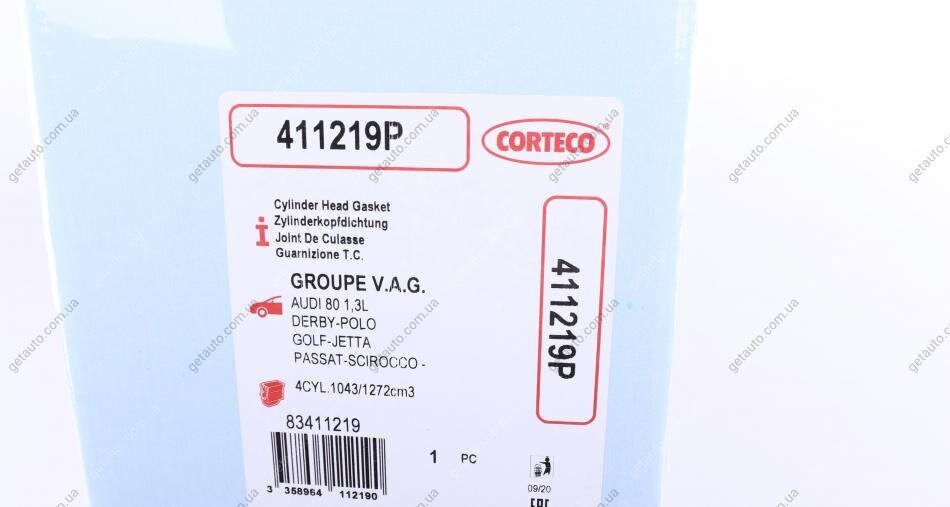 411219P
CORTECO
Cylinder Head Gasket
Zylinderkopfdichtung
Joint De Culasse
Guarnizione T.C.
GROUPE V.A.G.
AUDI 80 1,3L
DERBY-POLO
GOLF-JETTA
PASSAT-SCIROCCO -
4CYL.1043/1272cm3
83411219
3 358964 112190
1 PC
09/20
EAC
411219P
getauto.com.ua